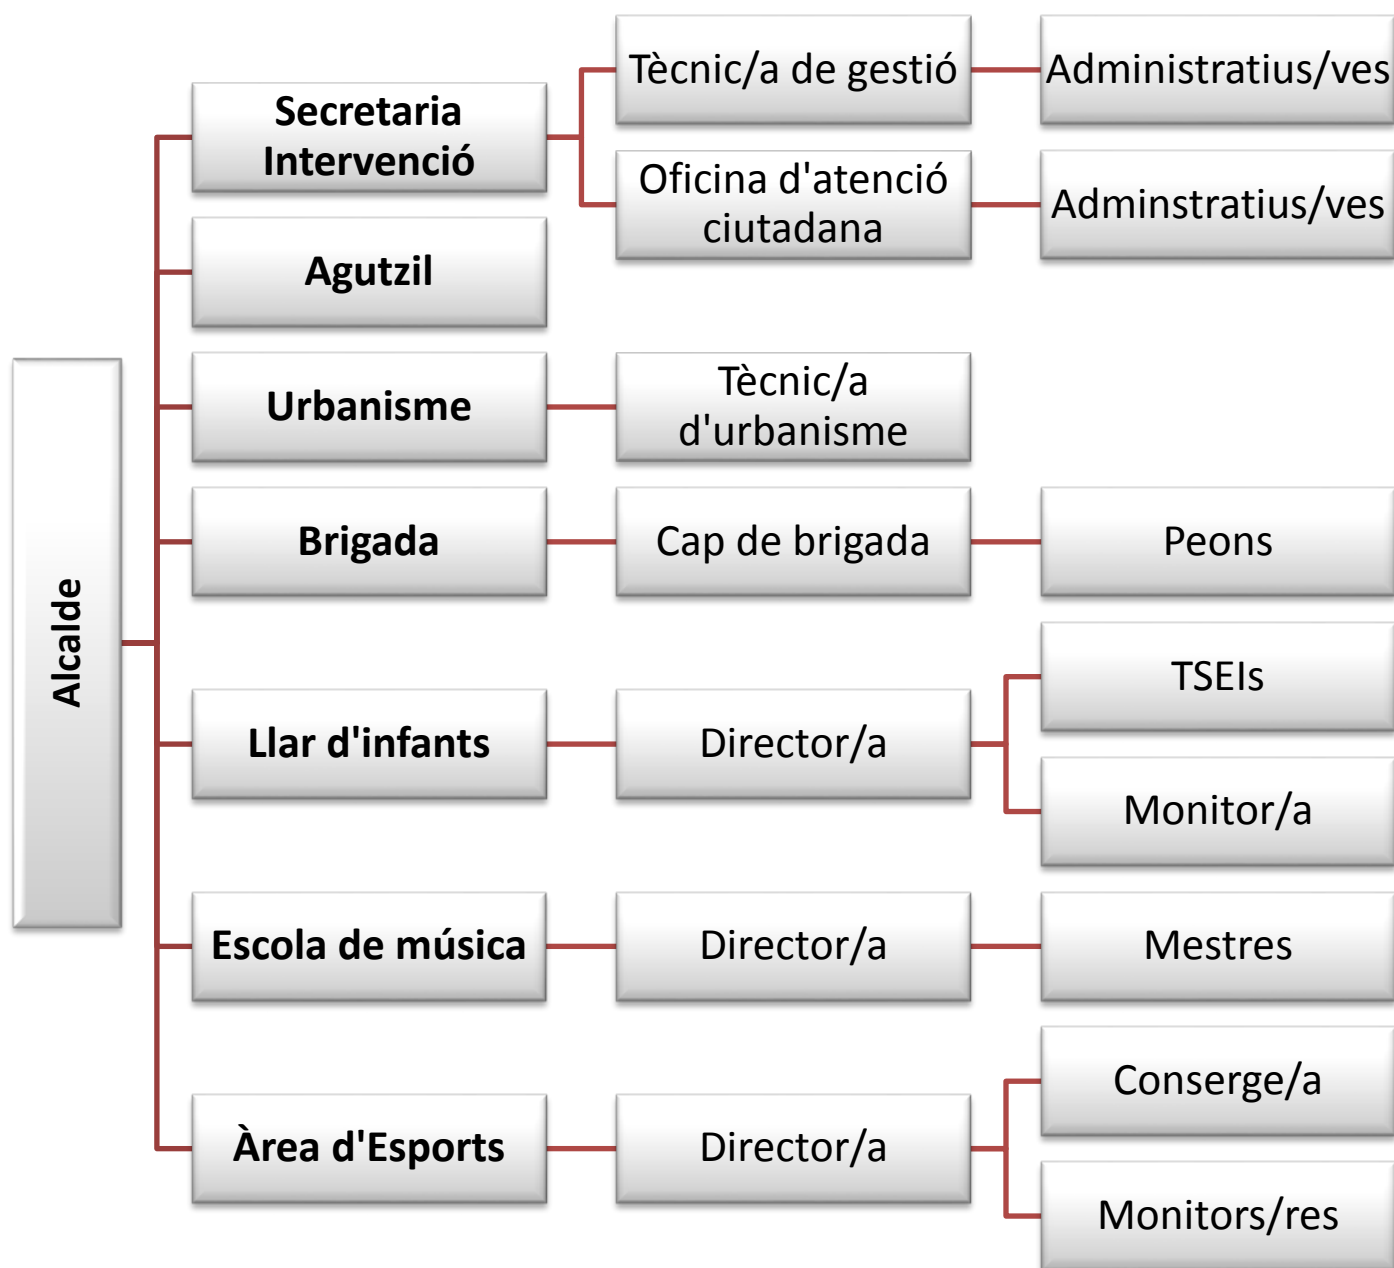 Alcalde
Secretaria
Intervenció
Tècnic/a de gestió
Administratius/ves
Oficina d'atenció
ciutadana
Adminstratius/ves
Agutzil
Urbanisme
Tècnic/a
d'urbanisme
Brigada
Cap de brigada
Peons
Llar d'infants
Director/a
TSEIs
Monitor/a
Escola de música
Director/a
Mestres
Àrea d'Esports
Director/a
Conserge/a
Monitors/res